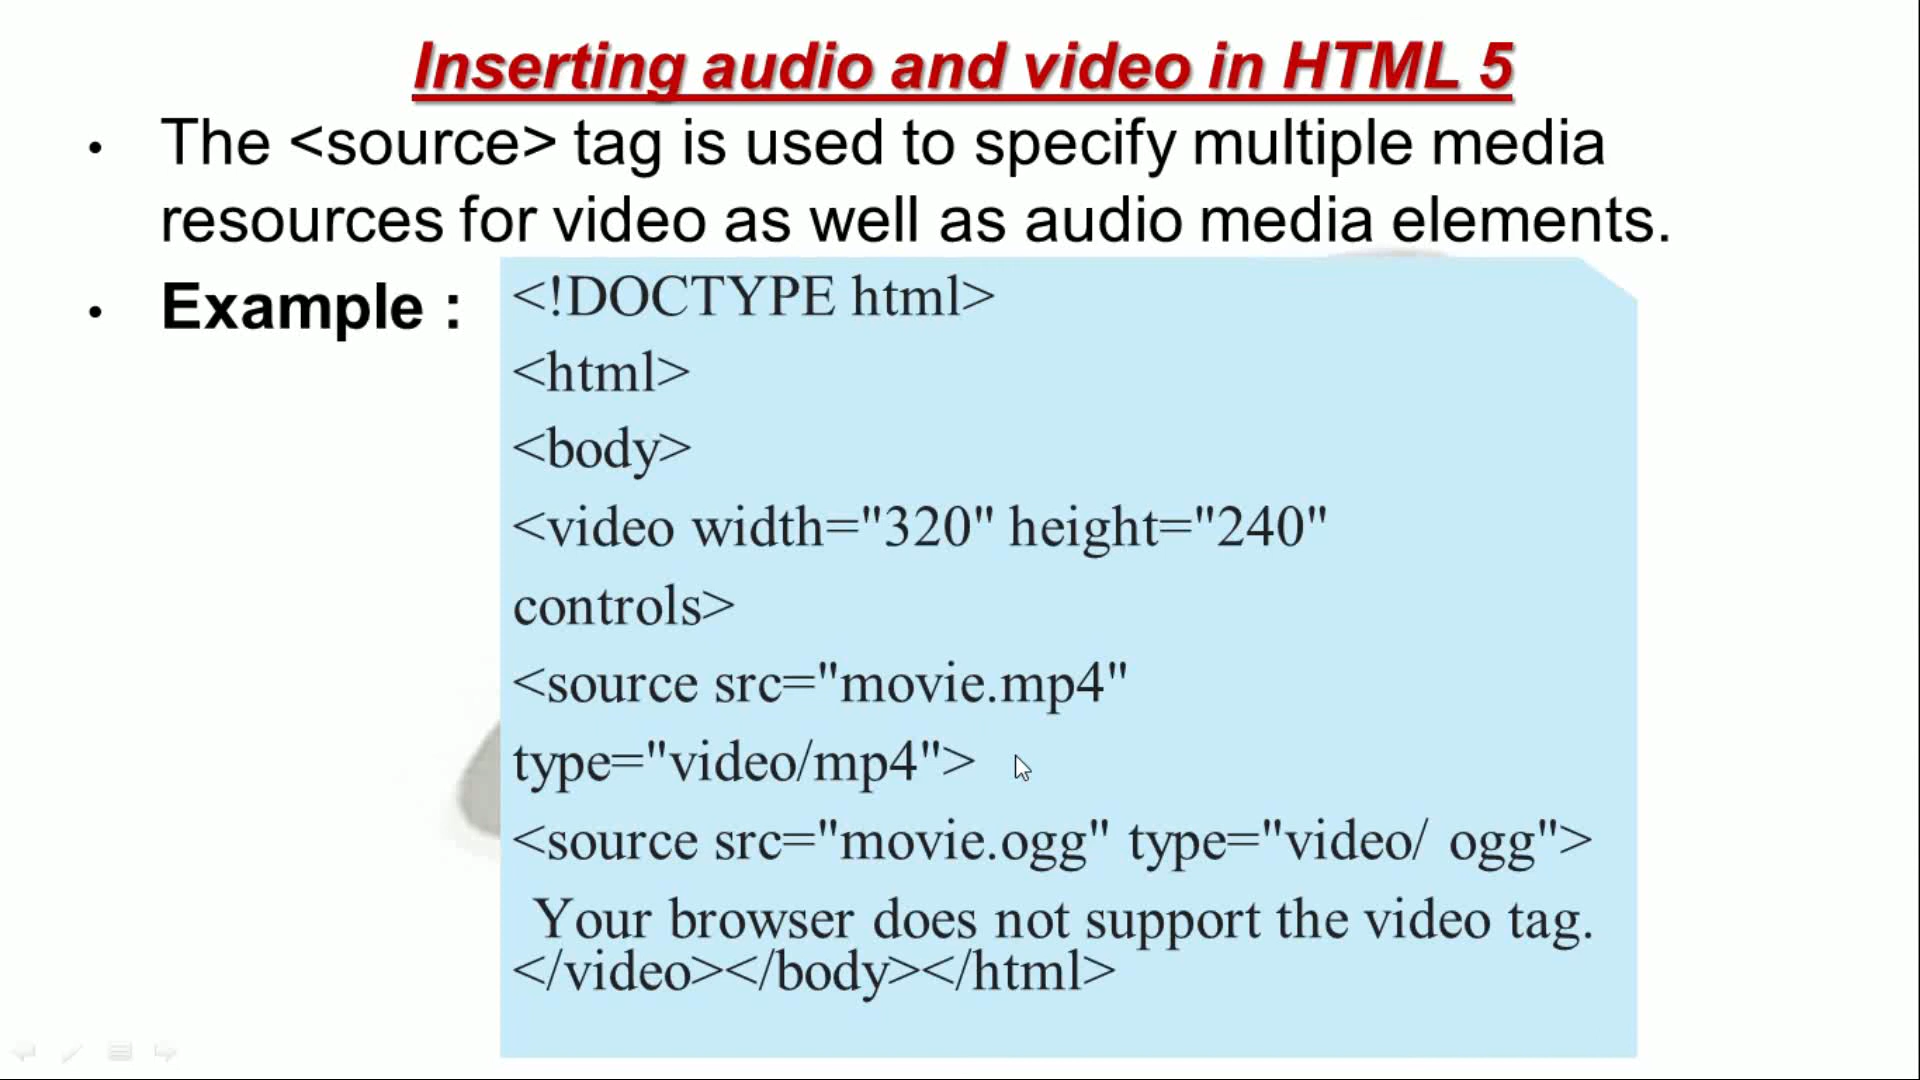 Inserting audio and video in HTML 5
• The <source> tag is used to specify multiple media
resources for video as well as audio media elements.
• Example :
<!DOCTYPE html>
<html>
<body>
<video width="320" height="240"
controls>
<source src="movie.mp4"
type="video/mp4">
<source src="movie.ogg" type="video/ ogg">
Your browser does not support the video tag.
</video></body></html>